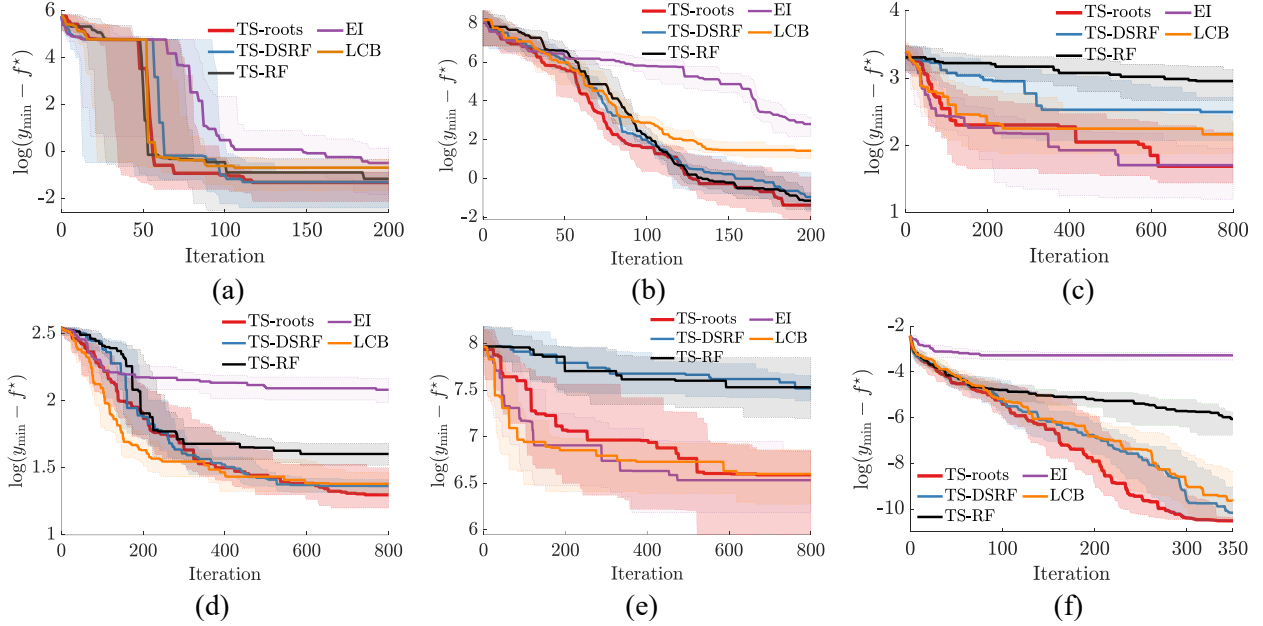 6
4
2
0
-2
0
50
100
150
200
log(y_min − f⋆)
Iteration
TS-roots
TS-DSRF
TS-RF
EI
LCB
(a)
8
6
4
2
0
-2
0
50
100
150
200
log(y_min − f⋆)
Iteration
TS-roots
TS-DSRF
TS-RF
EI
LCB
(b)
4
3
2
1
0
200
400
600
800
log(y_min − f⋆)
Iteration
TS-roots
TS-DSRF
TS-RF
EI
LCB
(c)
2.5
2
1.5
1
0
200
400
600
800
log(y_min − f⋆)
Iteration
TS-roots
TS-DSRF
TS-RF
EI
LCB
(d)
8
7.5
7
6.5
6
0
200
400
600
800
log(y_min − f⋆)
Iteration
TS-roots
TS-DSRF
TS-RF
EI
LCB
(e)
-2
-4
-6
-8
-10
0
100
200
300
350
log(y_min − f⋆)
Iteration
TS-roots
TS-DSRF
TS-RF
EI
LCB
(f)